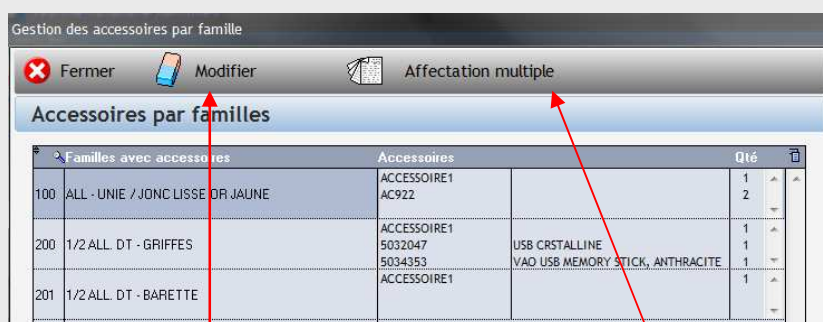 Gestion des accessoires par famille
Fermer Modifier Affectation multiple
Accessoires par familles
Familles avec accessoires Accessoires Qté
100 ALL - UNIE / JONC LISSE OR JAUNE ACCESSOIRE1 1
AC922 2
200 1/2 ALL. DT - GRIFFES ACCESSOIRE1 1
5032047 USB CRSTALLINE 1
5034353 VAO USB MEMORY STICK, ANTHRACITE 1
201 1/2 ALL. DT - BARETTE ACCESSOIRE1 1